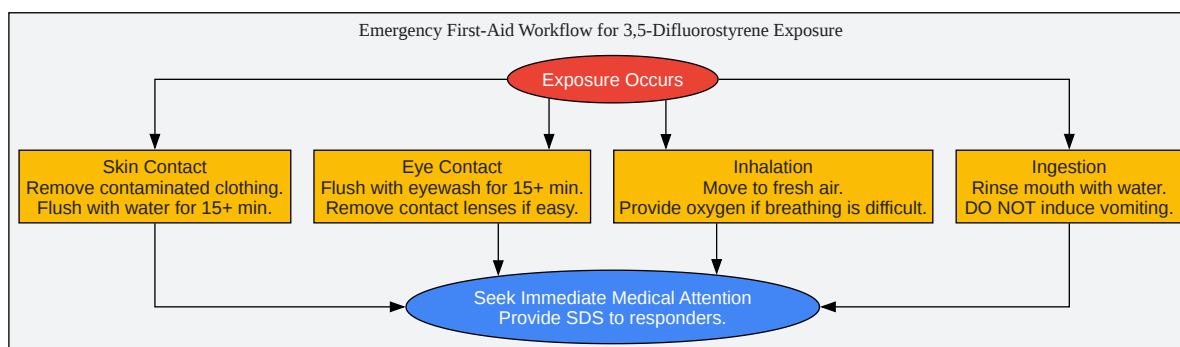 Emergency First-Aid Workflow for 3,5-Difluorostyrene Exposure
Exposure Occurs
Skin Contact
Remove contaminated clothing.
Flush with water for 15+ min.
Eye Contact
Flush with eyewash for 15+ min.
Remove contact lenses if easy.
Inhalation
Move to fresh air.
Provide oxygen if breathing is difficult.
Ingestion
Rinse mouth with water.
DO NOT induce vomiting.
Seek Immediate Medical Attention
Provide SDS to responders.